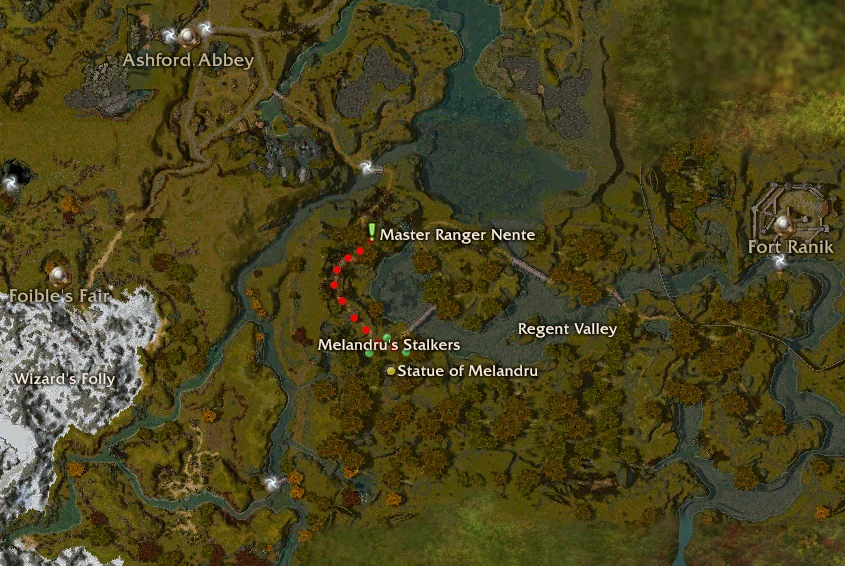 Ashford Abbey
Master Ranger Nente
Fort Ranik
Foible's Fair
Regent Valley
Melandru's Stalkers
Statue of Melandru
Wizard's Folly